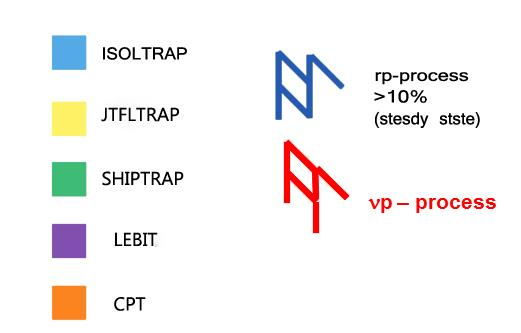 ISOLTRAP
JTFLTRAP
SHIPTRAP
LEBIT
CPT
rp-process
>10%
(stesdy stste)
νp – process